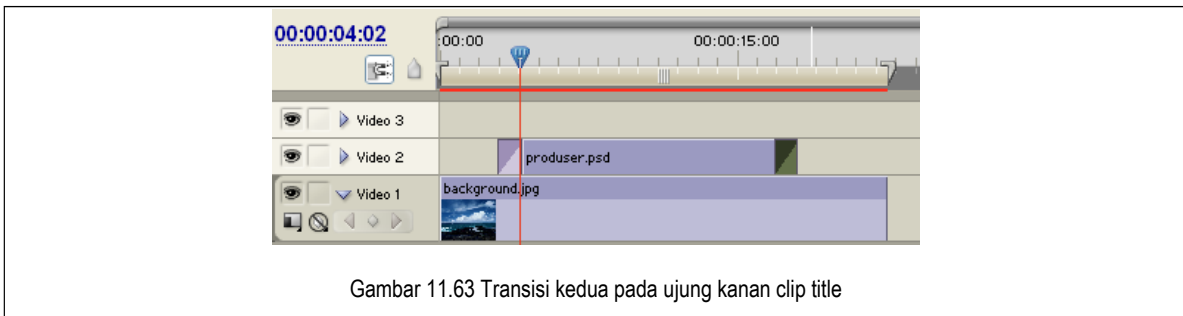 00:00:04:02
:00:00 00:00:15:00
Video 3
Video 2 produser.psd
Video 1 background.jpg
Gambar 11.63 Transisi kedua pada ujung kanan clip title